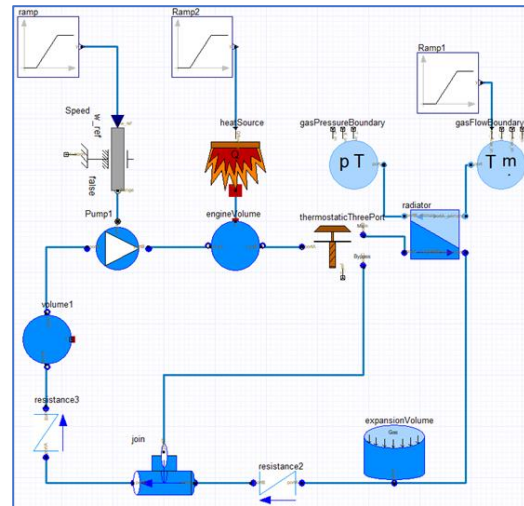 ramp
Ramp2
Ramp1
Speed
w_ref
heatSource
gasPressureBoundary
gasFlowBoundary
false
p T
T m
radiator
Pump1
engineVolume
thermostaticThreePort
Main
Bypass
volume1
resistance3
join
resistance2
expansionVolume
Gas